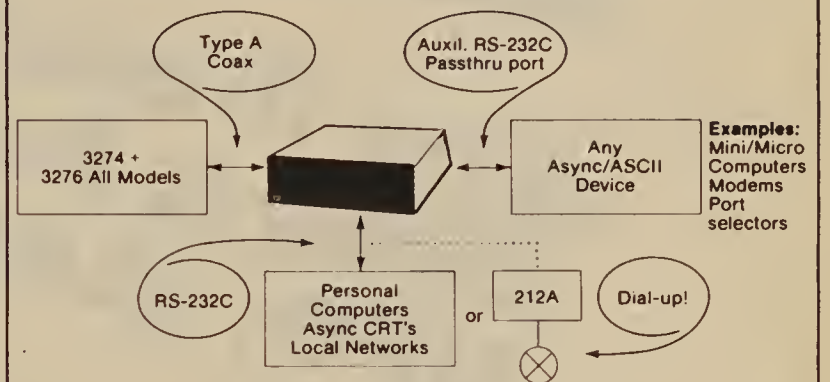 Type A
Coax
Auxil. RS-232C
Passthru port
3274 +
3276 All Models
Any
Async/ASCII
Device
Examples:
Mini/Micro
Computers
Modems
Port
selectors
RS-232C
Personal
Computers
Async CRT's
Local Networks
or
212A
Dial-up!